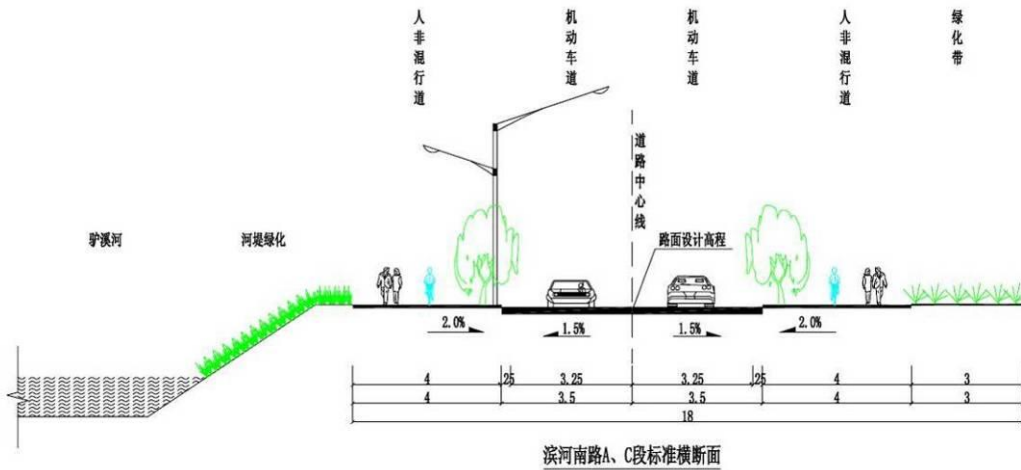 人非混行道
机动车道
机动车道
人非混行道
绿化带
道路中心线
驴溪河
河堤绿化
路面设计高程
2.0%
1.5%
1.5%
2.0%
4
25
3.25
3.25
25
4
3
4
3.5
3.5
4
3
18
滨河南路A、C段标准横断面